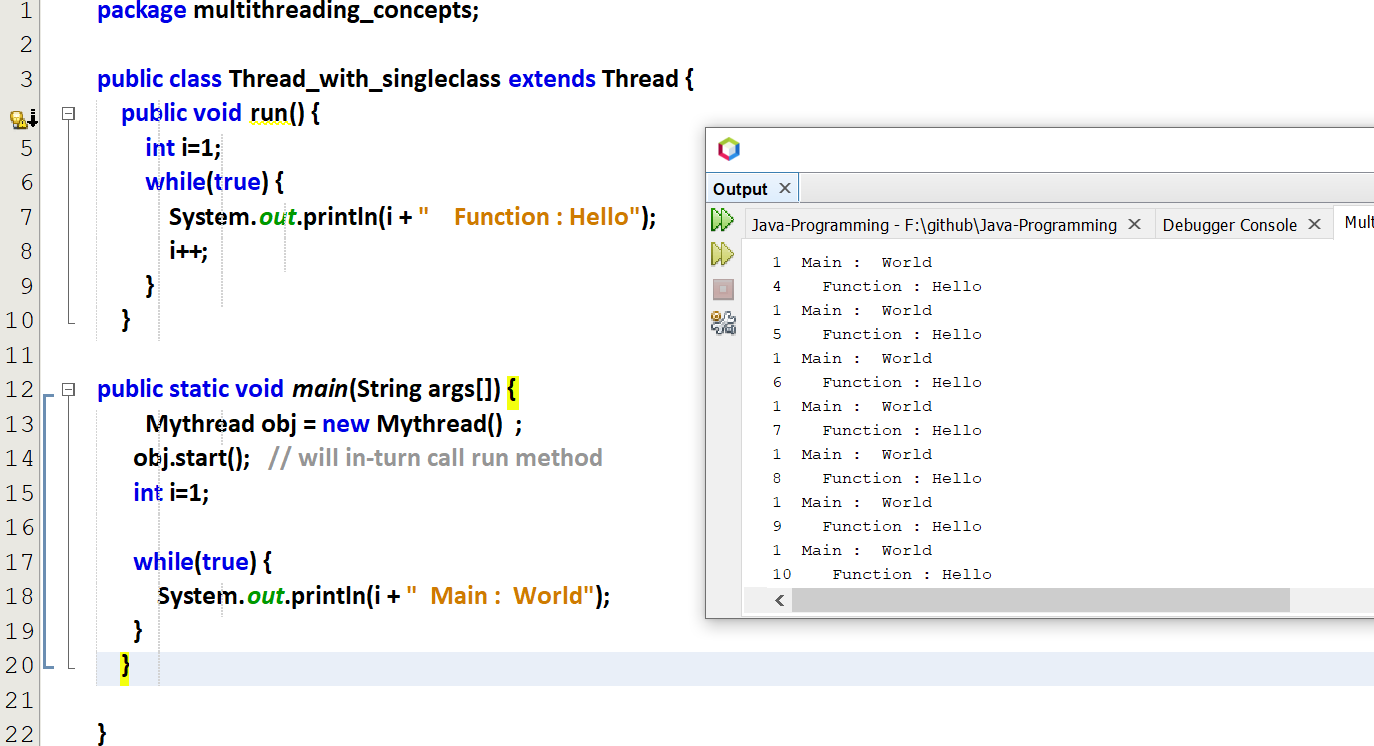 1 package multithreading_concepts;
2
3 public class Thread_with_singleclass extends Thread {
public void run() {
5 int i=1;
6 while(true) {
7 System.out.println(i + "    Function : Hello");
8 i++;
9 }
10 }
11
12 public static void main(String args[]) {
13 Mythread obj = new Mythread()  ;
14 obj.start();   // will in-turn call run method
15 int i=1;
16
17 while(true) {
18 System.out.println(i + "  Main :  World");
19 }
20 }
21
22 }
Output
Java-Programming - F:\github\Java-Programming Debugger Console
1  Main :  World
4    Function : Hello
1  Main :  World
5    Function : Hello
1  Main :  World
6    Function : Hello
1  Main :  World
7    Function : Hello
1  Main :  World
8    Function : Hello
1  Main :  World
9    Function : Hello
1  Main :  World
10    Function : Hello